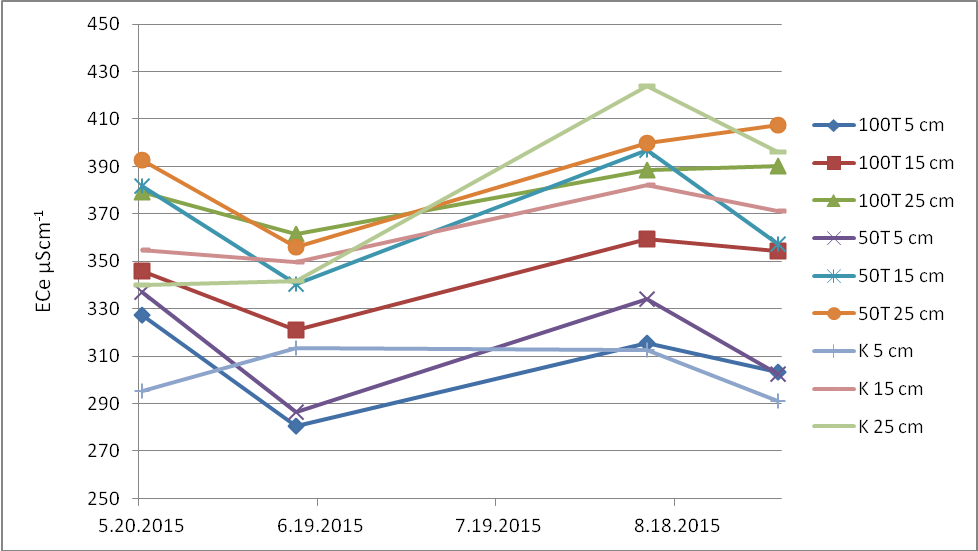 450
430
410
390
370
350
330
310
290
270
250
ECe µScm⁻¹
5.20.2015 6.19.2015 7.19.2015 8.18.2015
100T 5 cm
100T 15 cm
100T 25 cm
50T 5 cm
50T 15 cm
50T 25 cm
K 5 cm
K 15 cm
K 25 cm